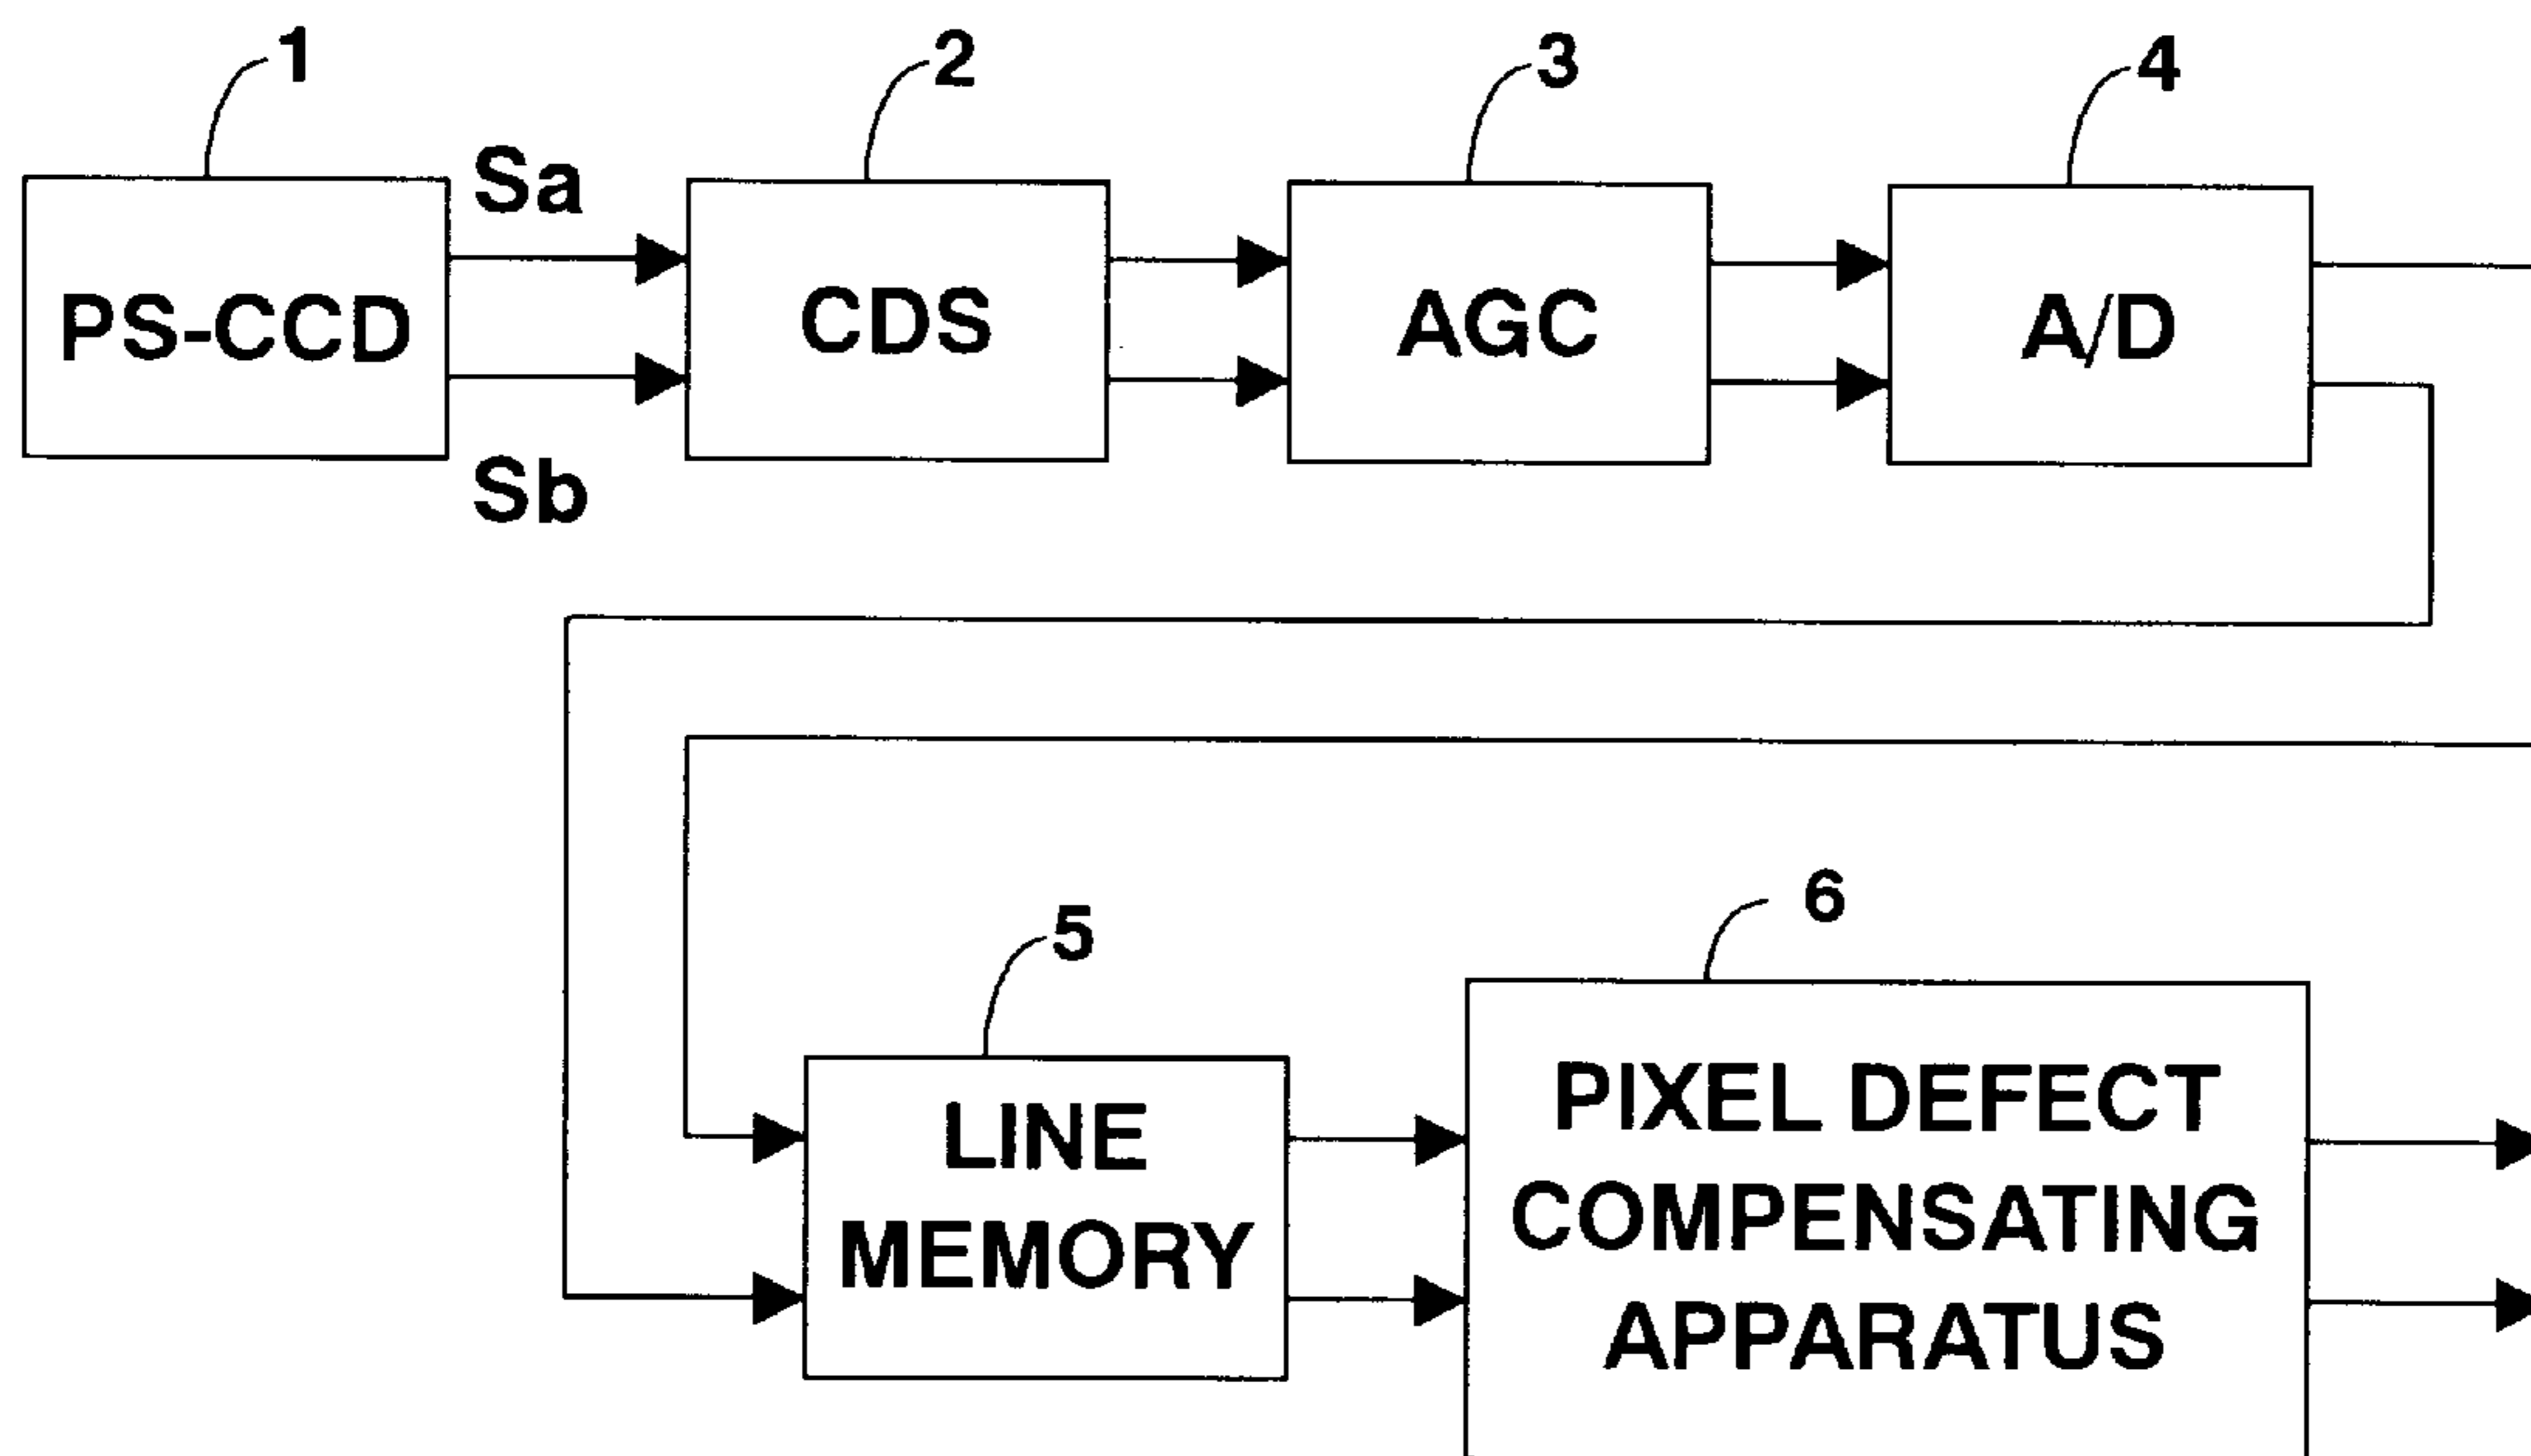 1
2
3
4
Sa
PS-CCD
CDS
AGC
A/D
Sb
5
6
LINE
MEMORY
PIXEL DEFECT
COMPENSATING
APPARATUS